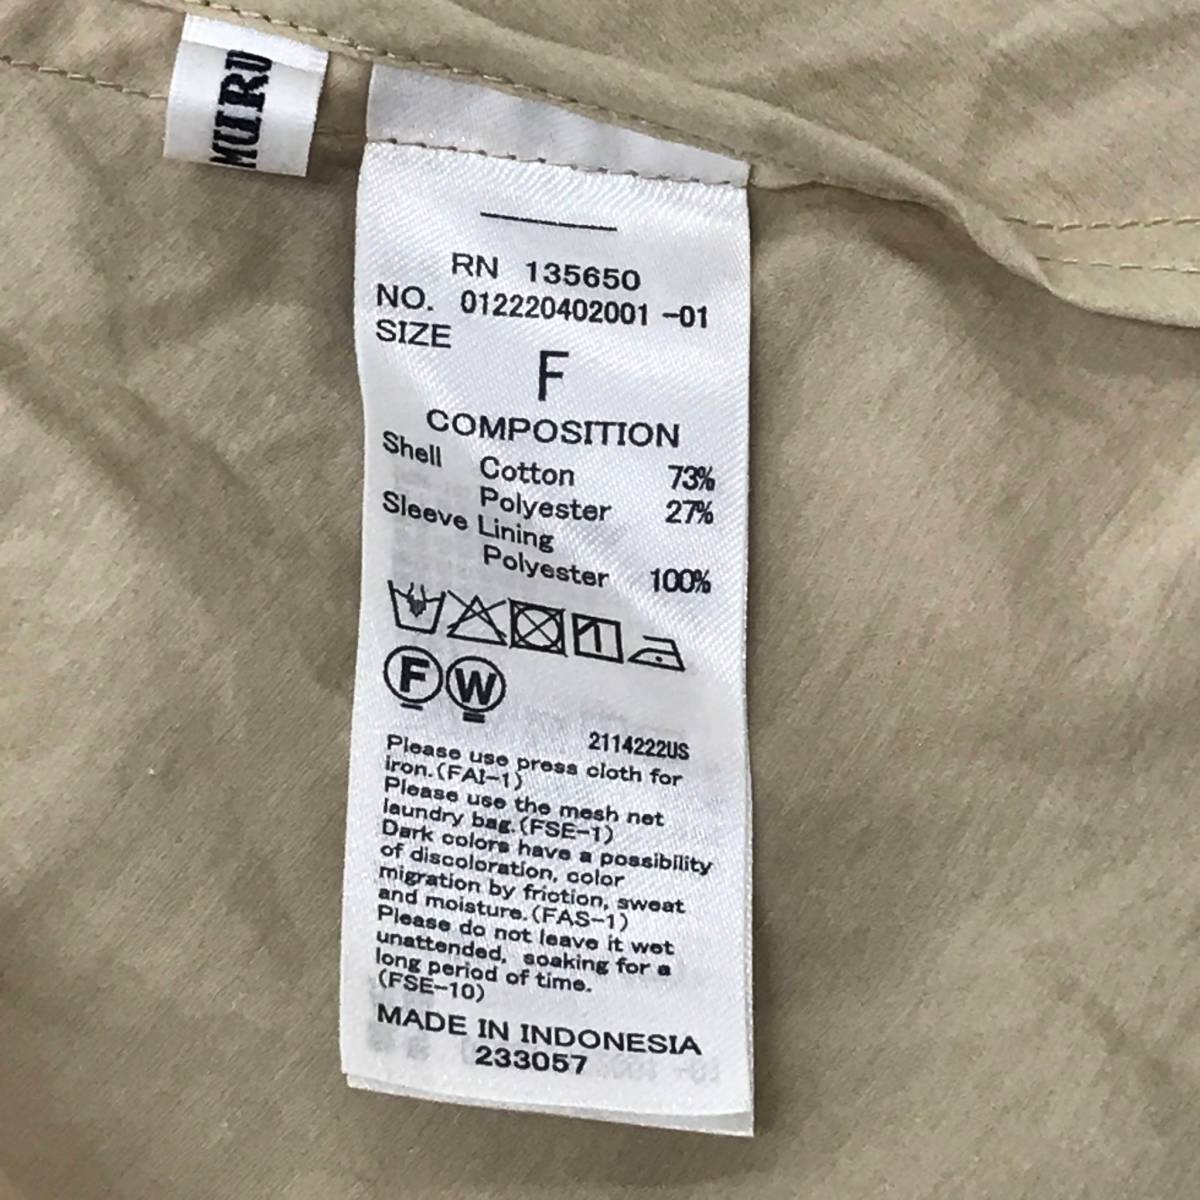 MURU
RN 135650
NO. 012220402001 -01
SIZE
F
COMPOSITION
Shell Cotton 73%
Polyester 27%
Sleeve Lining
Polyester 100%
F W
2114222US
Please use press cloth for
iron.(FAI-1)
Please use the mesh net
laundry bag.(FSE-1)
Dark colors have a possibility
of discoloration, color
migration by friction, sweat
and moisture.(FAS-1)
Please do not leave it wet
unattended, soaking for a
long period of time.
(FSE-10)
MADE IN INDONESIA
233057